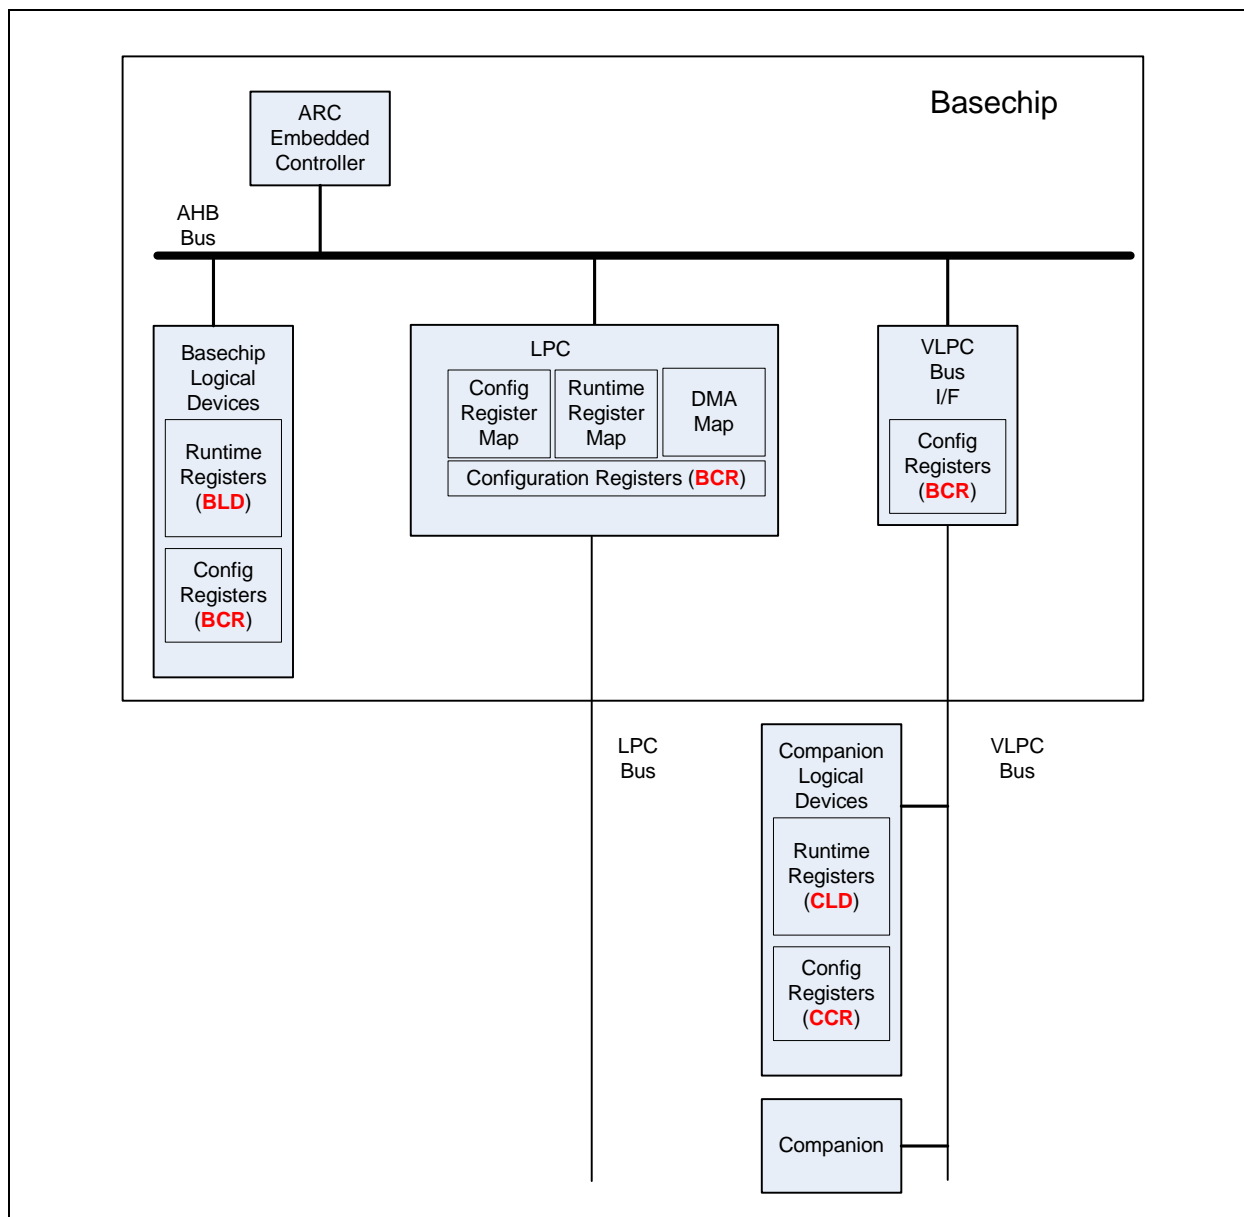 Basechip
ARC
Embedded
Controller
AHB
Bus
Basechip
Logical
Devices
Runtime
Registers
(BLD)
Config
Registers
(BCR)
LPC
Config
Register
Map
Runtime
Register
Map
DMA
Map
Configuration Registers (BCR)
VLPC
Bus
I/F
Config
Registers
(BCR)
LPC
Bus
VLPC
Bus
Companion
Logical
Devices
Runtime
Registers
(CLD)
Config
Registers
(CCR)
Companion